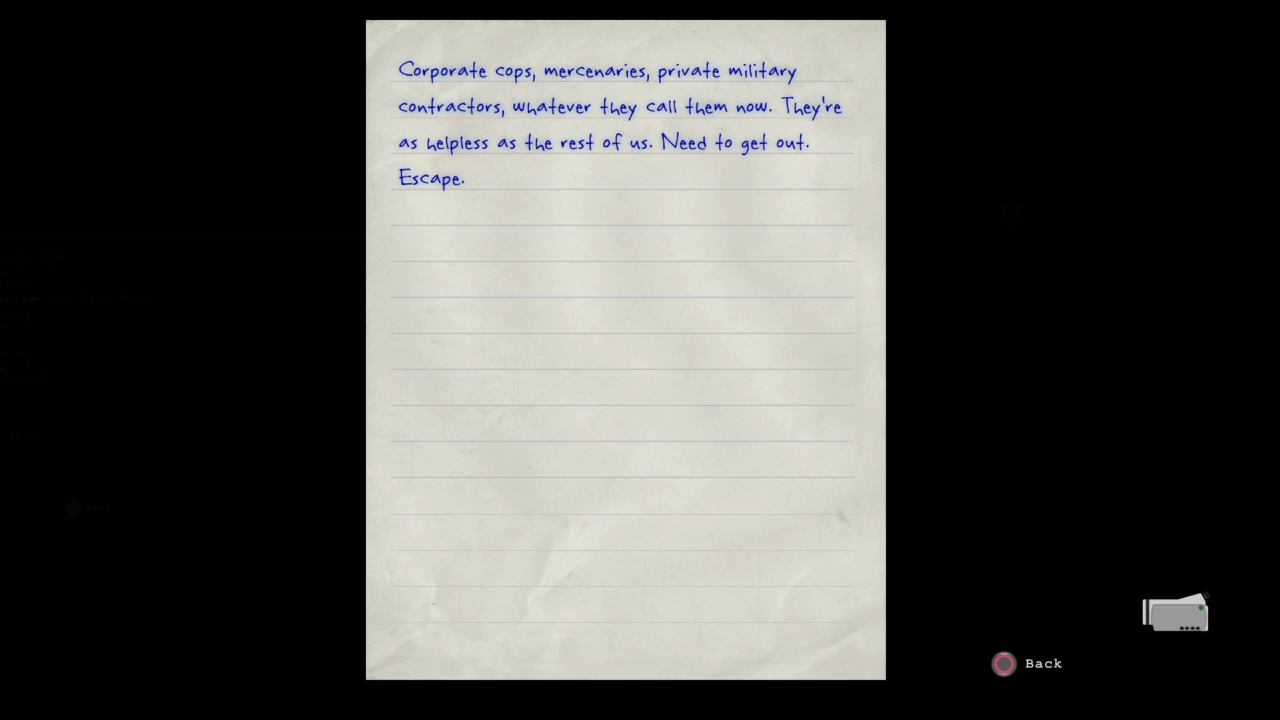 Corporate cops, mercenaries, private military
contractors, whatever they call them now. They're
as helpless as the rest of us. Need to get out.
Escape.
Back